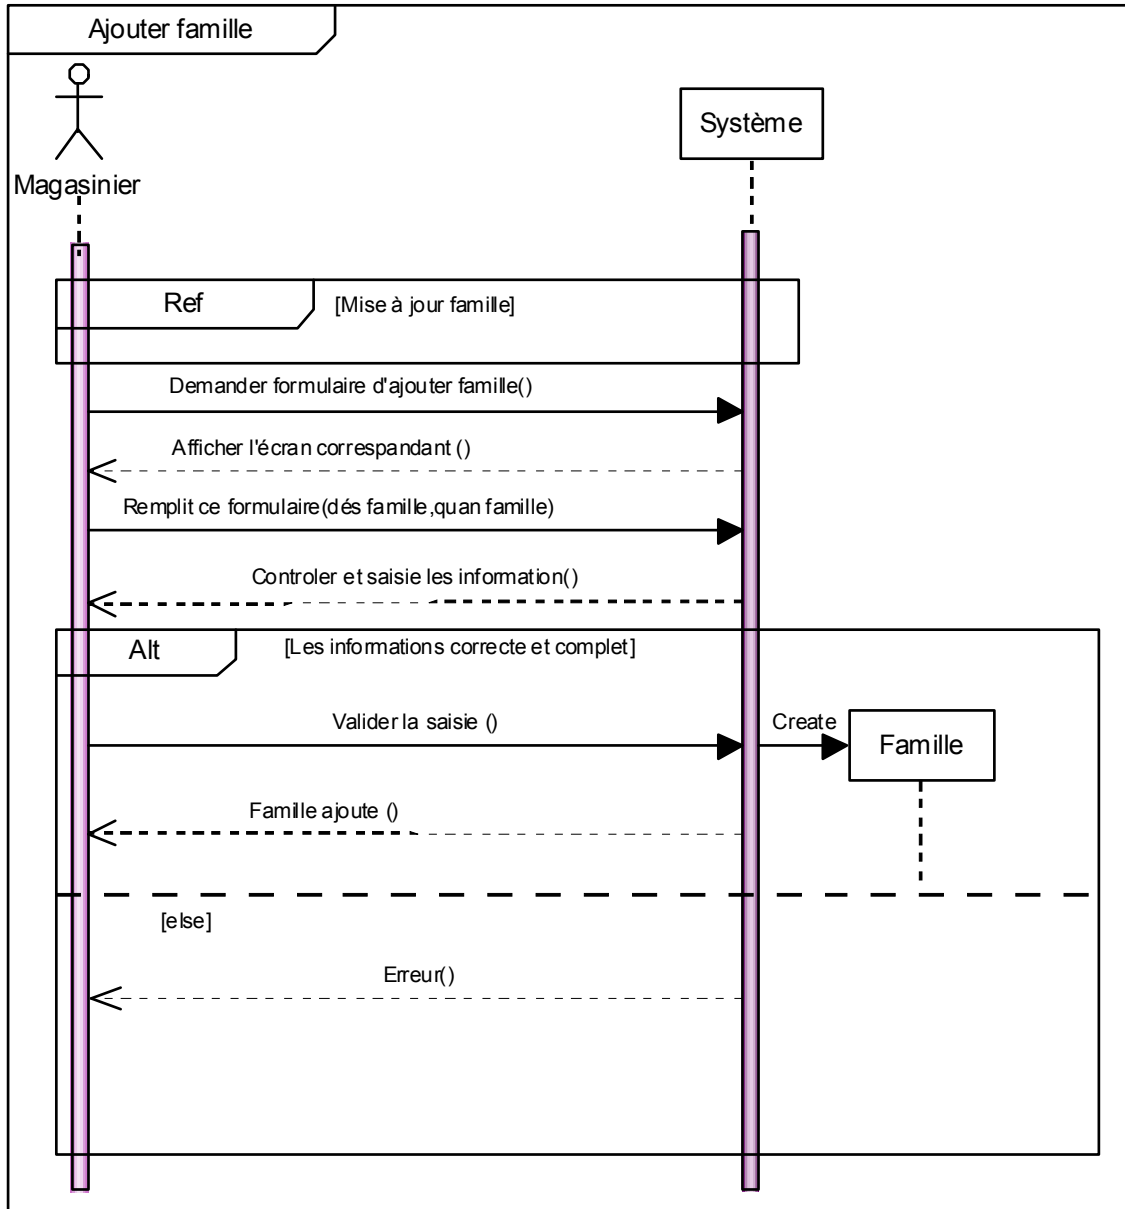 Ajouter famille
Système
Magasinier
Ref
[Mise à jour famille]
Demander formulaire d'ajouter famille()
Afficher l'écran correspandant ()
Remplit ce formulaire(dés famille,quan famille)
Controler et saisie les information()
Alt
[Les informations correcte et complet]
Valider la saisie ()
Create
Famille
Famille ajoute ()
[else]
Erreur()